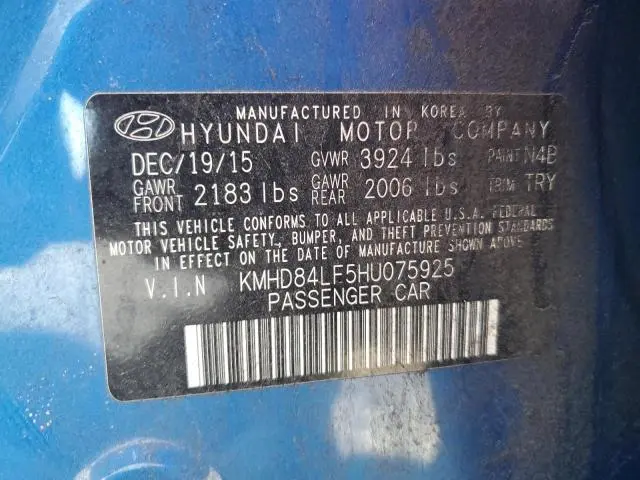 MANUFACTURED IN KOREA BY
HYUNDAI MOTOR COMPANY
DEC/19/15 GVWR 3924 lbs PAINT N4B
GAWR FRONT 2183 lbs GAWR REAR 2006 lbs TRIM TRY
THIS VEHICLE CONFORMS TO ALL APPLICABLE U.S.A. FEDERAL
MOTOR VEHICLE SAFETY, BUMPER, AND THEFT PREVENTION STANDARDS
IN EFFECT ON THE DATE OF MANUFACTURE SHOWN ABOVE
V.I.N KMHD84LF5HU075925
PASSENGER CAR